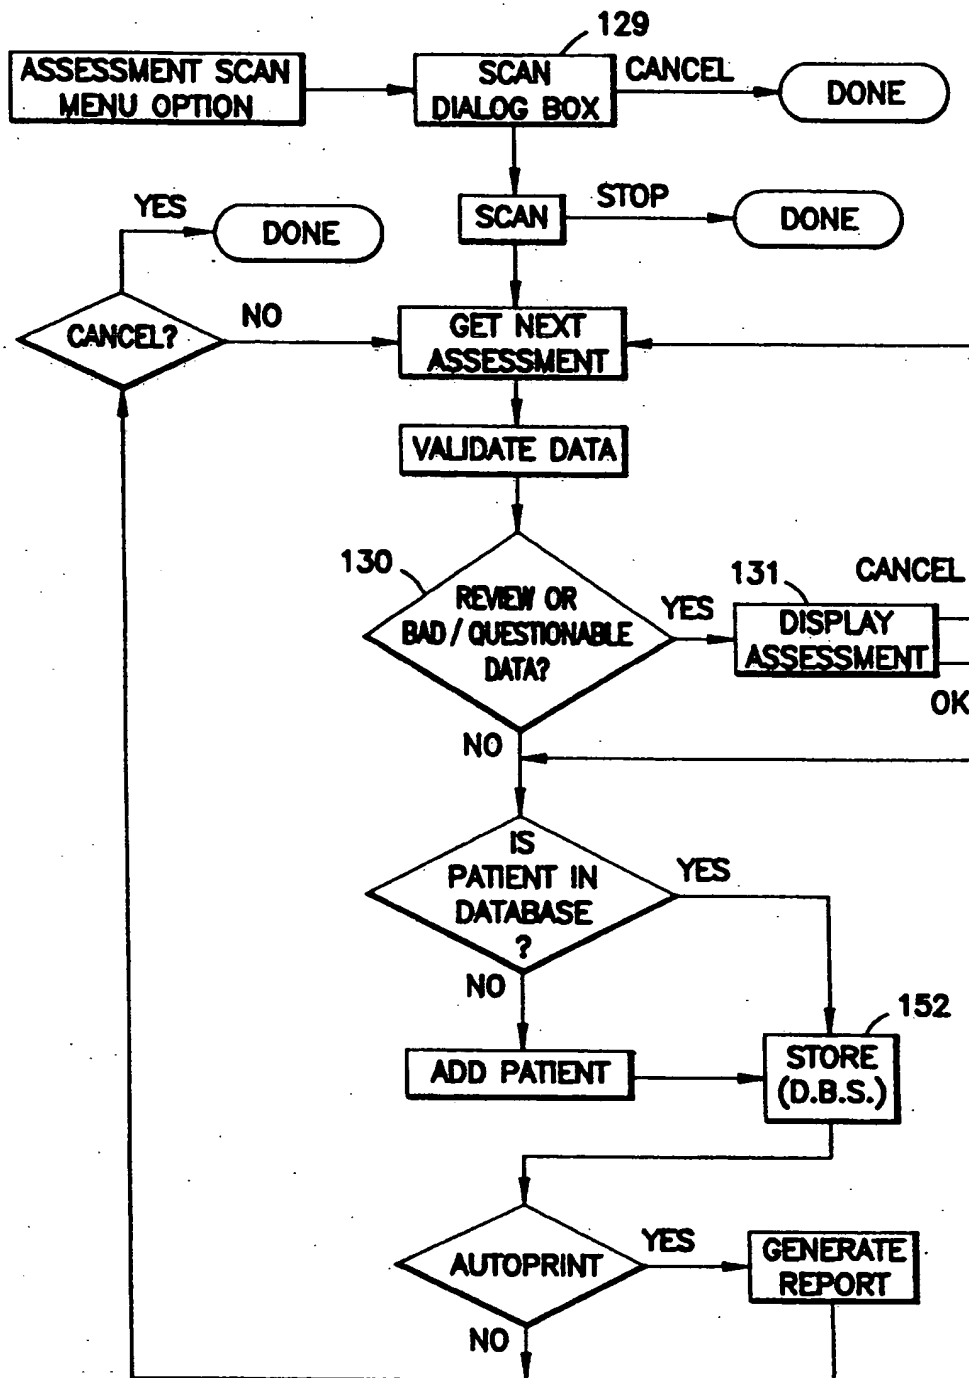 129
ASSESSMENT SCAN
MENU OPTION
SCAN
DIALOG BOX
CANCEL
DONE
YES
DONE
SCAN
STOP
DONE
CANCEL?
NO
GET NEXT
ASSESSMENT
VALIDATE DATA
130
REVIEW OR
BAD / QUESTIONABLE
DATA?
YES
131
DISPLAY
ASSESSMENT
CANCEL
OK
NO
IS
PATIENT IN
DATABASE
?
YES
NO
152
ADD PATIENT
STORE
(D.B.S.)
AUTOPRINT
YES
GENERATE
REPORT
NO